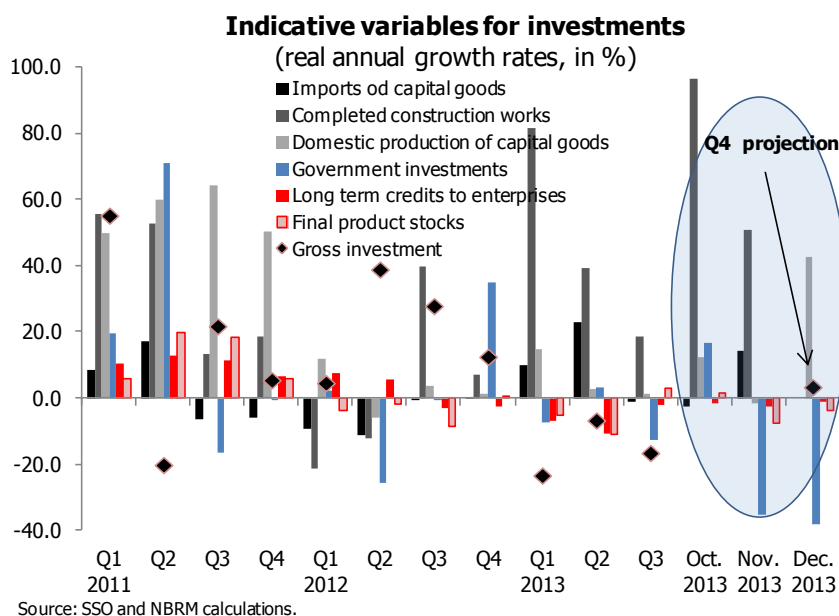 Indicative variables for investments
(real annual growth rates, in %)
100.0
80.0
60.0
40.0
20.0
0.0
-20.0
-40.0
Imports od capital goods
Completed construction works
Domestic production of capital goods
Government investments
Long term credits to enterprises
Final product stocks
Gross investment
Q4 projection
Q1 Q2 Q3 Q4 Q1 Q2 Q3 Q4 Q1 Q2 Q3 Oct. Nov. Dec.
2011 2012 2013 2013 2013 2013
Source: SSO and NBRM calculations.